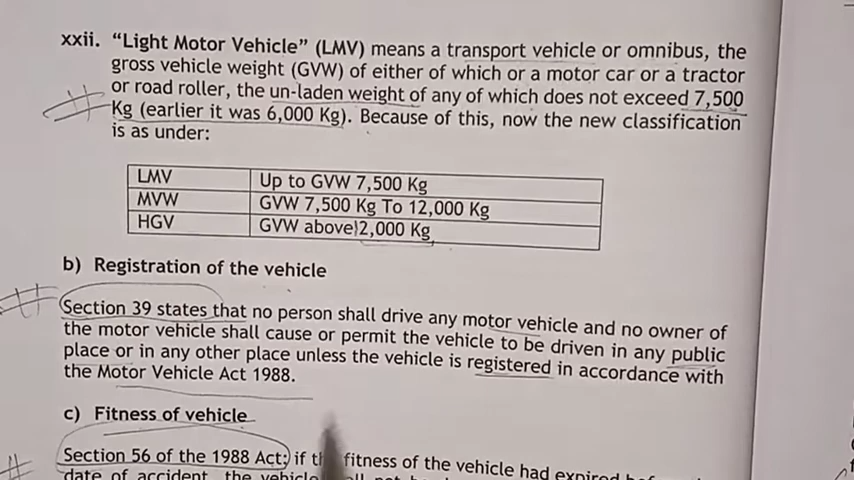 xxii. “Light Motor Vehicle” (LMV) means a transport vehicle or omnibus, the
gross vehicle weight (GVW) of either of which or a motor car or a tractor
or road roller, the un-laden weight of any of which does not exceed 7,500
Kg (earlier it was 6,000 Kg). Because of this, now the new classification
is as under:
LMV Up to GVW 7,500 Kg
MVW GVW 7,500 Kg To 12,000 Kg
HGV GVW above12,000 Kg
b) Registration of the vehicle
Section 39 states that no person shall drive any motor vehicle and no owner of
the motor vehicle shall cause or permit the vehicle to be driven in any public
place or in any other place unless the vehicle is registered in accordance with
the Motor Vehicle Act 1988.
c) Fitness of vehicle
Section 56 of the 1988 Act; if fitness of the vehicle had expired
date of accident, the vehicle